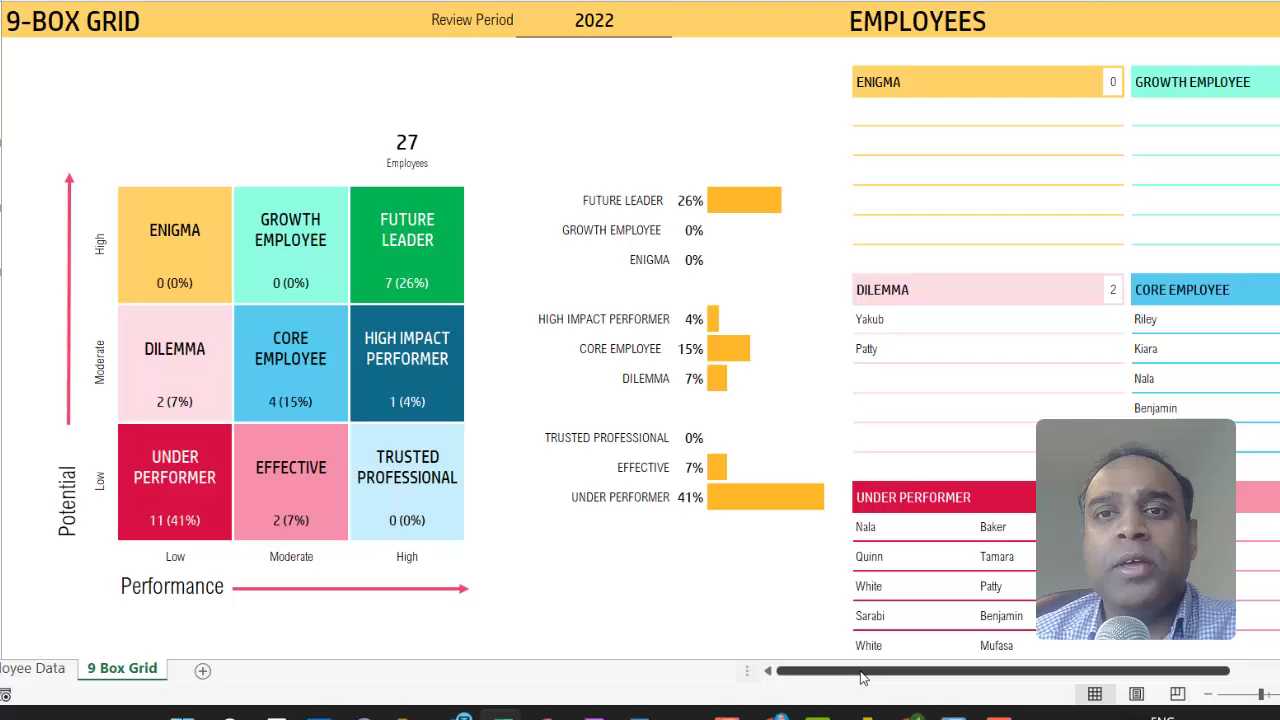 9-BOX GRID
Review Period 2022
EMPLOYEES
27
Employees
Potential
High
Moderate
Low
ENIGMA
0 (0%)
GROWTH
EMPLOYEE
0 (0%)
FUTURE
LEADER
7 (26%)
DILEMMA
2 (7%)
CORE
EMPLOYEE
4 (15%)
HIGH IMPACT
PERFORMER
1 (4%)
UNDER
PERFORMER
11 (41%)
EFFECTIVE
2 (7%)
TRUSTED
PROFESSIONAL
0 (0%)
Low
Moderate
High
Performance
FUTURE LEADER 26%
GROWTH EMPLOYEE 0%
ENIGMA 0%
HIGH IMPACT PERFORMER 4%
CORE EMPLOYEE 15%
DILEMMA 7%
TRUSTED PROFESSIONAL 0%
EFFECTIVE 7%
UNDER PERFORMER 41%
ENIGMA 0
GROWTH EMPLOYEE
DILEMMA 2
Yakub
Patty
CORE EMPLOYEE
Riley
Kiara
Nala
Benjamin
UNDER PERFORMER
Nala Baker
Quinn Tamara
White Patty
Sarabi Benjamin
White Mufasa
oyee Data
9 Box Grid